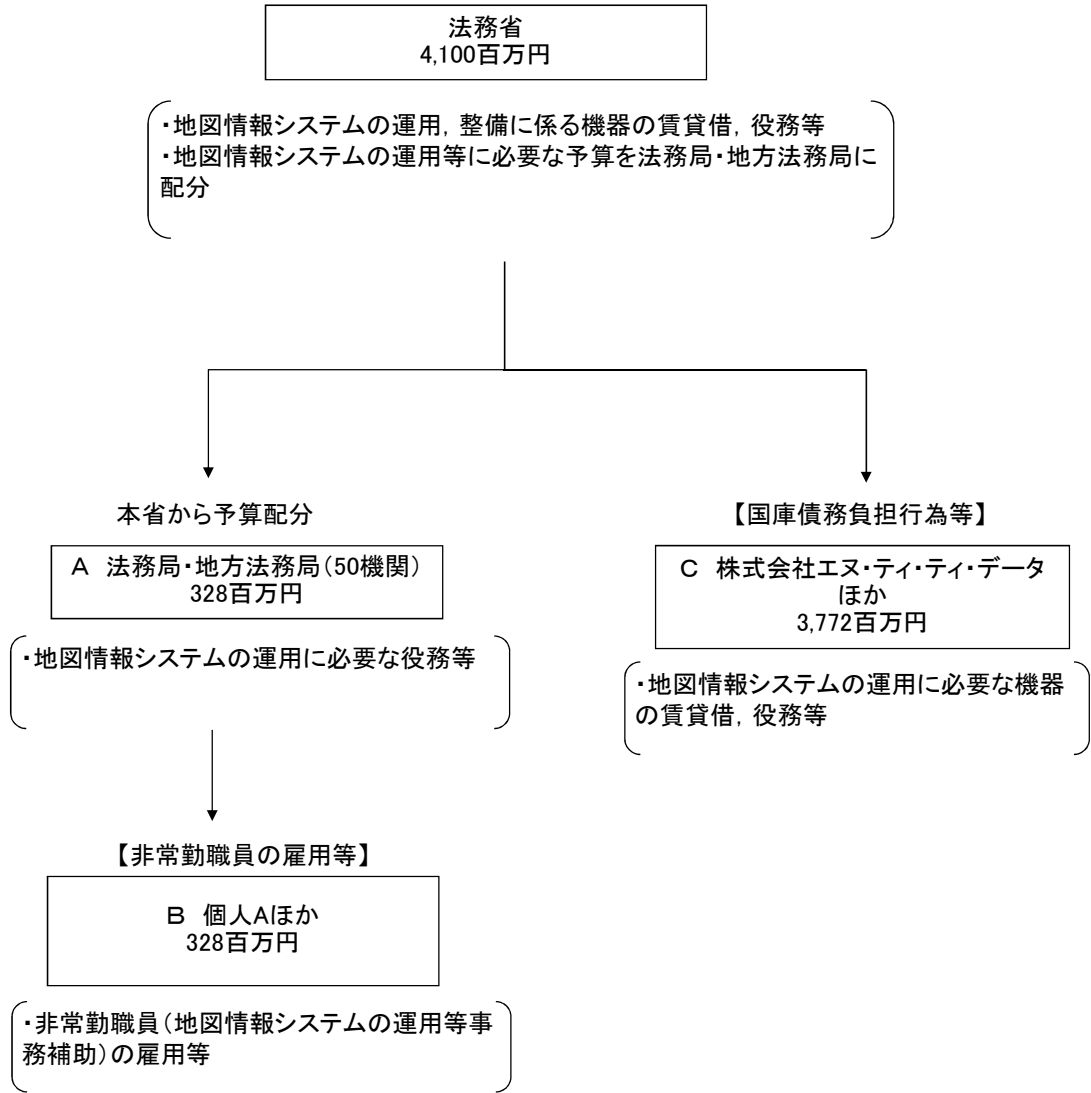 法務省
4,100百万円
・地図情報システムの運用，整備に係る機器の賃貸借，役務等
・地図情報システムの運用等に必要な予算を法務局・地方法務局に
配分
本省から予算配分
A 法務局・地方法務局（50機関）
328百万円
・地図情報システムの運用に必要な役務等
【非常勤職員の雇用等】
B 個人Aほか
328百万円
・非常勤職員（地図情報システムの運用等事
務補助）の雇用等
【国庫債務負担行為等】
C 株式会社エヌ・ティ・ティ・データ
ほか
3,772百万円
・地図情報システムの運用に必要な機器
の賃貸借，役務等